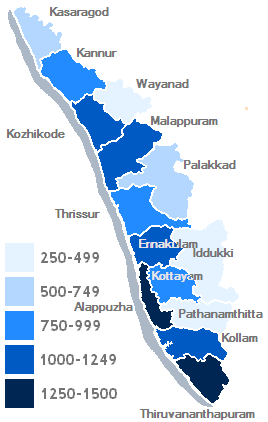 Kasaragod
Kannur
Wayanad
Malappuram
Kozhikode
Palakkad
Thrissur
Ernakulam
Idduki
250-499
Kottayam
500-749
Alappuzha
Pathanamthitta
750-999
Kollam
1000-1249
1250-1500
Thiruvananthapuram